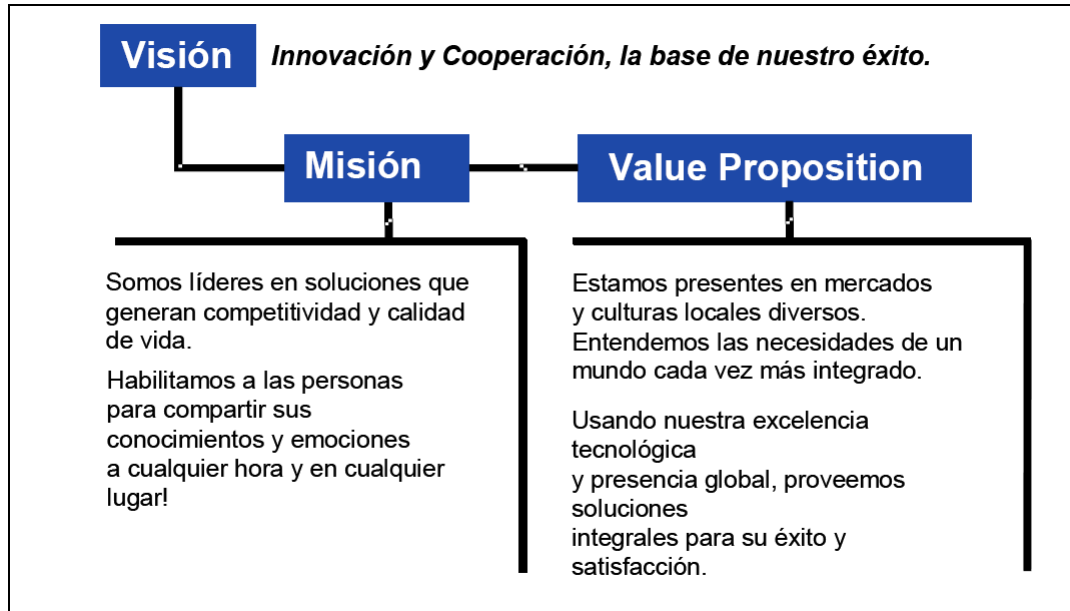 Visión
Innovación y Cooperación, la base de nuestro éxito.
Misión
Value Proposition
Somos líderes en soluciones que
generan competitividad y calidad
de vida.
Habilitamos a las personas
para compartir sus
conocimientos y emociones
a cualquier hora y en cualquier
lugar!
Estamos presentes en mercados
y culturas locales diversos.
Entendemos las necesidades de un
mundo cada vez más integrado.
Usando nuestra excelencia
tecnológica
y presencia global, proveemos
soluciones
integrales para su éxito y
satisfacción.